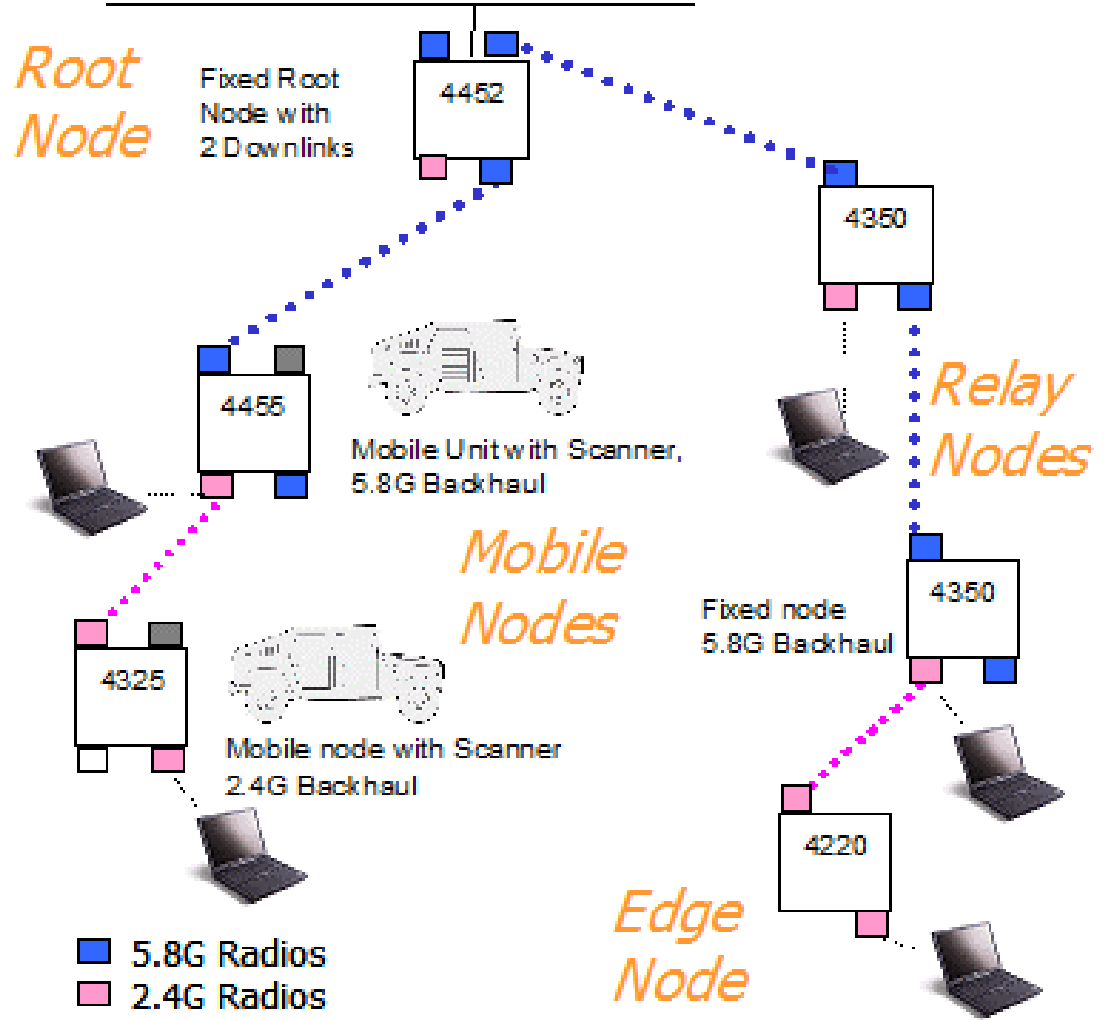 Root
Node
Fixed Root
Node with
2 Downlinks
4452
4350
4455
Mobile Unit with Scanner,
5.8G Backhaul
Relay
Nodes
Mobile
Nodes
4325
Mobile node with Scanner
2.4G Backhaul
Fixed node
5.8G Backhaul
4350
4220
Edge
Node
5.8G Radios
2.4G Radios